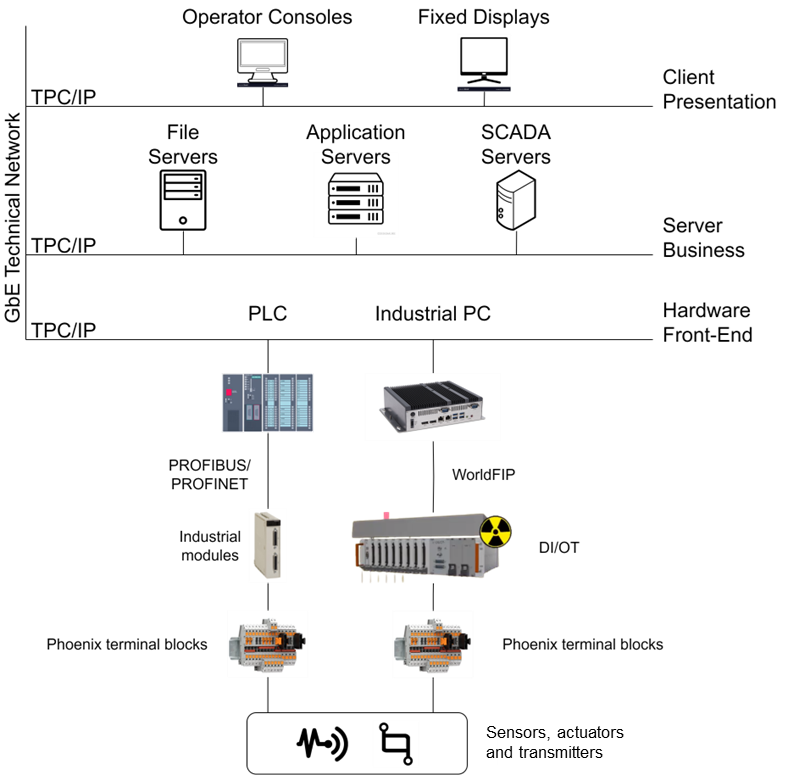 Operator Consoles
Fixed Displays
GbE Technical Network
TPC/IP
Client
Presentation
File
Servers
Application
Servers
SCADA
Servers
TPC/IP
Server
Business
PLC
Industrial PC
Hardware
Front-End
TPC/IP
PROFIBUS/
PROFINET
WorldFIP
Industrial
modules
DI/OT
Phoenix terminal blocks
Phoenix terminal blocks
Sensors, actuators
and transmitters